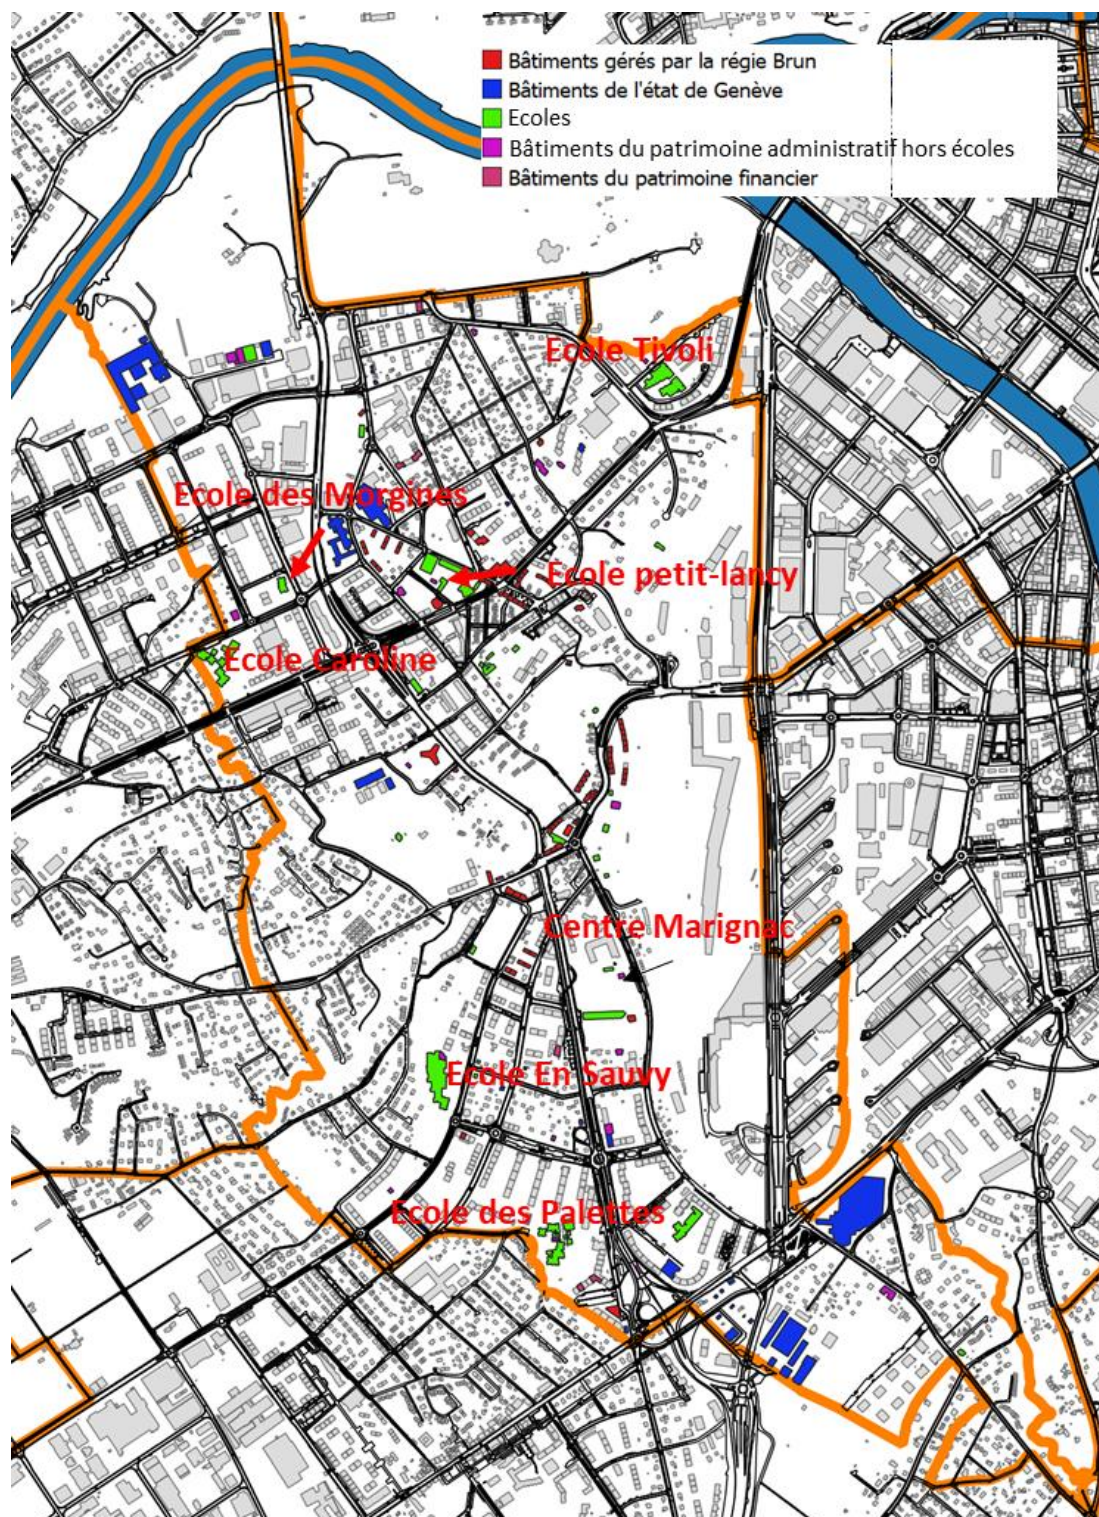 Bâtiments gérés par la régie Brun
Bâtiments de l'état de Genève
Ecoles
Bâtiments du patrimoine administratif hors écoles
Bâtiments du patrimoine financier
Ecole Tivoli
Ecole des Morgines
Ecole petit-lancy
Ecole Caroline
Centre Marignac
Ecole En Sauvy
Ecole des Palettes